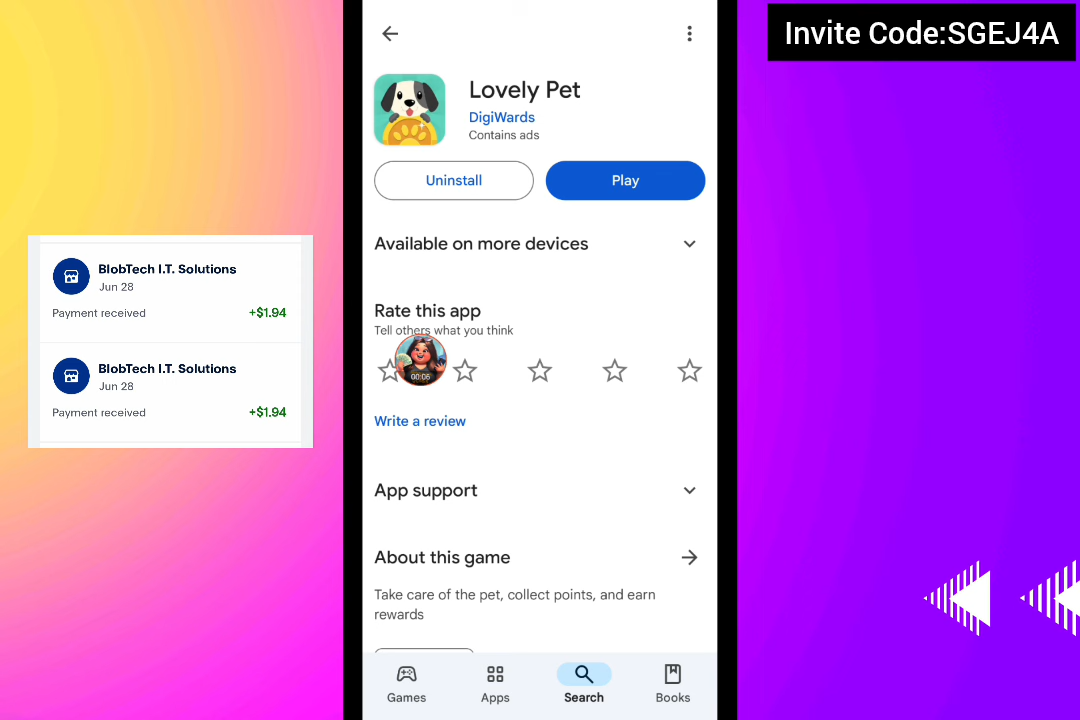 Invite Code:SGEJ4A
Lovely Pet
DigiWards
Contains ads
Uninstall
Play
Available on more devices
BlobTech I.T. Solutions
Jun 28
Payment received
+$1.94
BlobTech I.T. Solutions
Jun 28
Payment received
+$1.94
Rate this app
Tell others what you think
00:06
Write a review
App support
About this game
Take care of the pet, collect points, and earn
rewards
Games
Apps
Search
Books